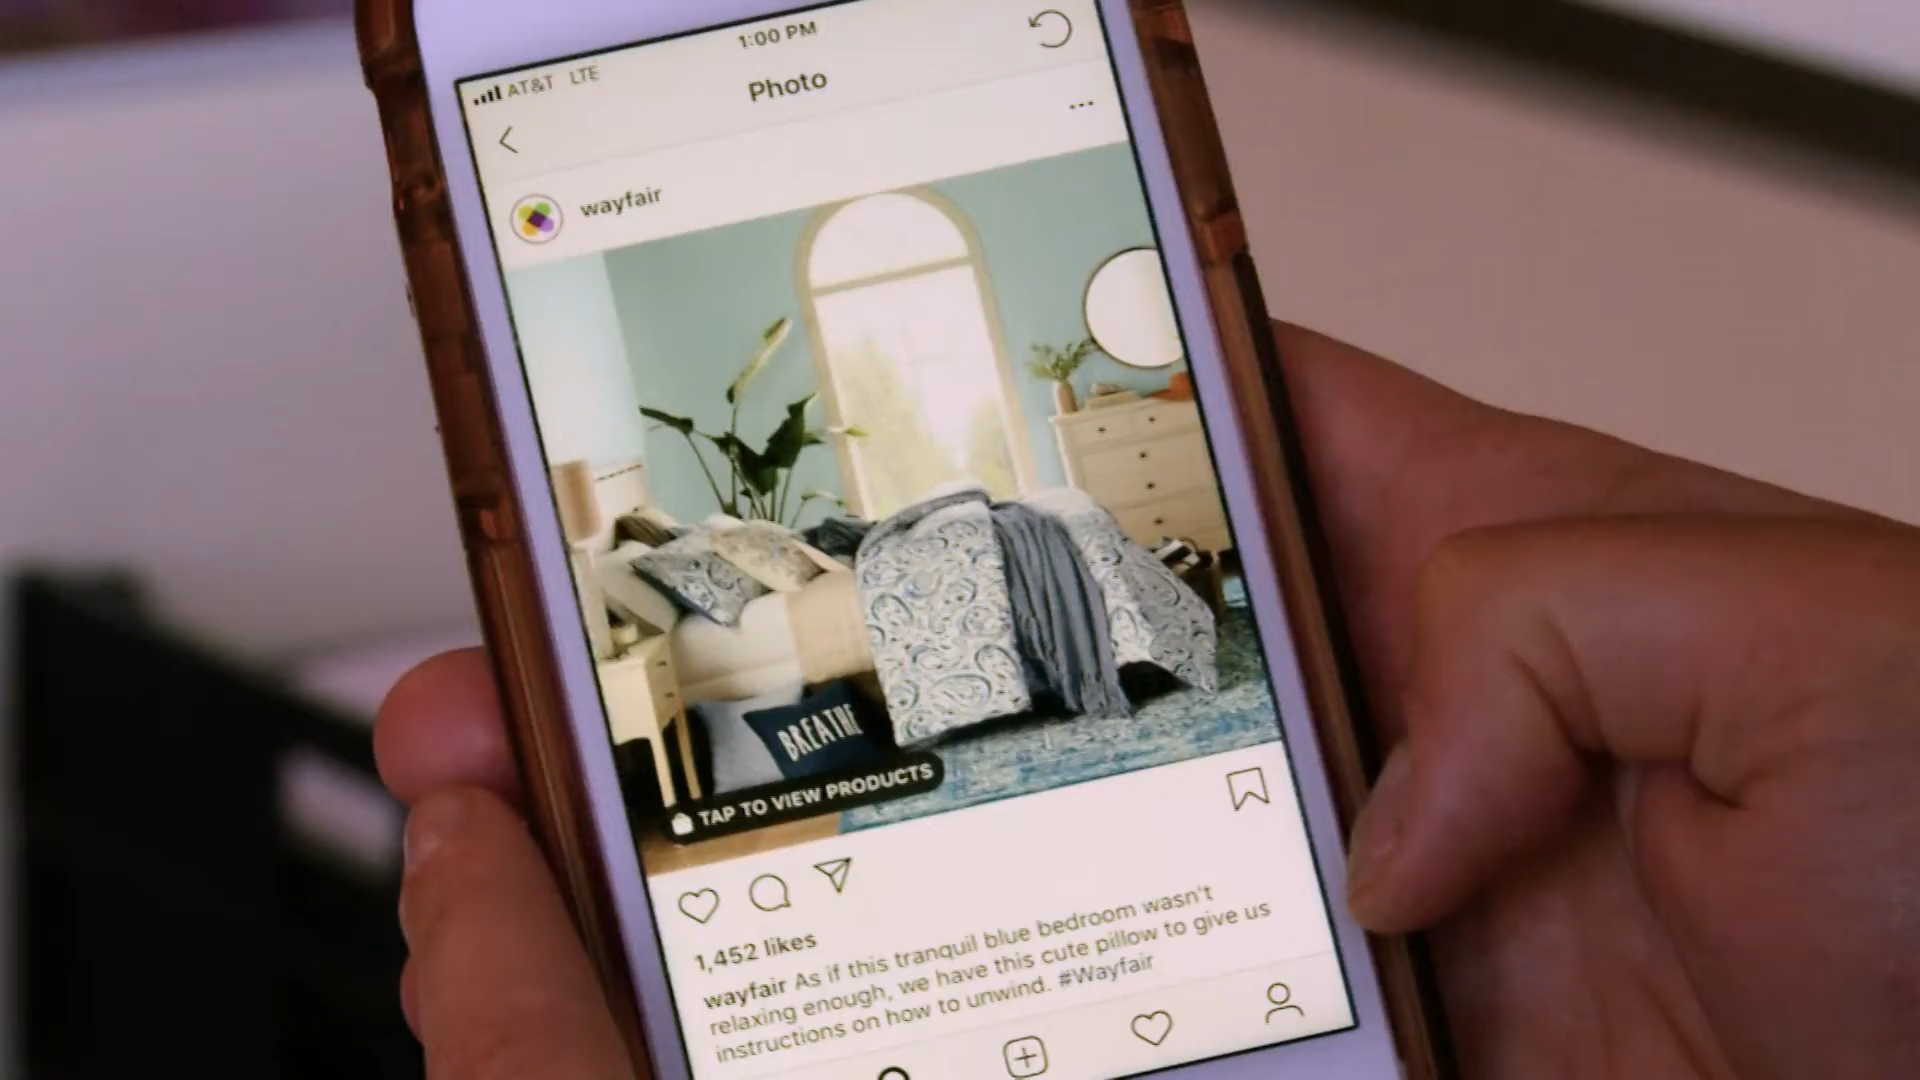 1:00 PM
AT&T LTE
Photo
wayfair
BREATHE
TAP TO VIEW PRODUCTS
1,452 likes
wayfair As if this tranquil blue bedroom wasn't
relaxing enough, we have this cute pillow to give us
instructions on how to unwind. #Wayfair